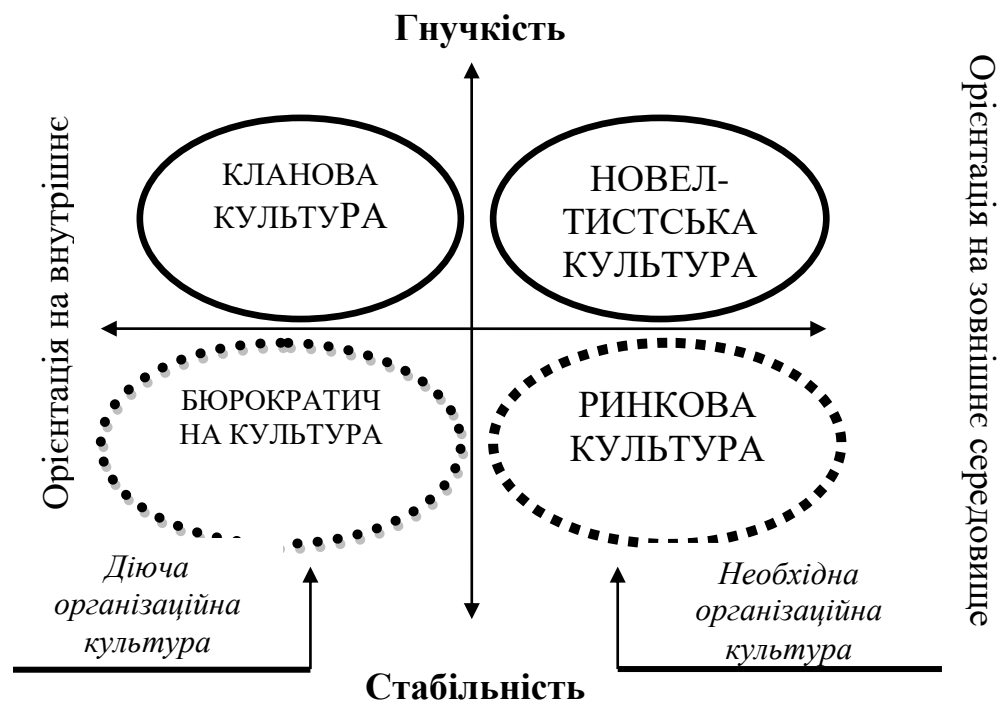 Гнучкість
Орієнтація на внутрішнє
КЛАНОВА
КУЛЬТУРА
НОВЕЛ-
ТИСТСЬКА
КУЛЬТУРА
Орієнтація на зовнішнє середовище
БЮРОКРАТИЧ
НА КУЛЬТУРА
РИНКОВА
КУЛЬТУРА
Діюча
організаційна
культура
Необхідна
організаційна
культура
Стабільність